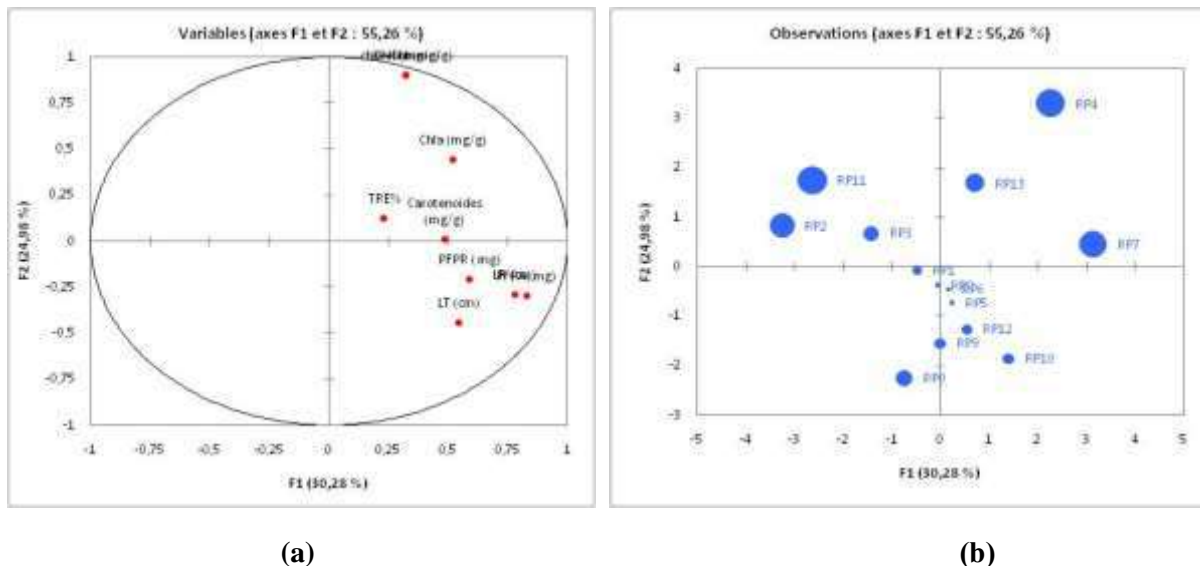 Variables (axes F1 et F2 : 55,26 %)
1
0,75
0,5
0,25
0
-0,25
-0,5
-0,75
-1
F2 (24,98 %)
Chla (mg/g)
TRE%
Carotenoides
(mg/g)
PFPR (mg)
LT (cm)
-1
-0,75
-0,5
-0,25
0
0,25
0,5
0,75
1
F1 (30,28 %)
(a)
Observations (axes F1 et F2 : 55,26 %)
4
3
2
1
0
-1
-2
-3
F2 (24,98 %)
RP4
RP11
RP13
RP2
RP3
RP7
RP1
RP6
RP5
RP12
RP9
RP10
-5
-4
-3
-2
-1
0
1
2
3
4
5
F1 (30,28 %)
(b)